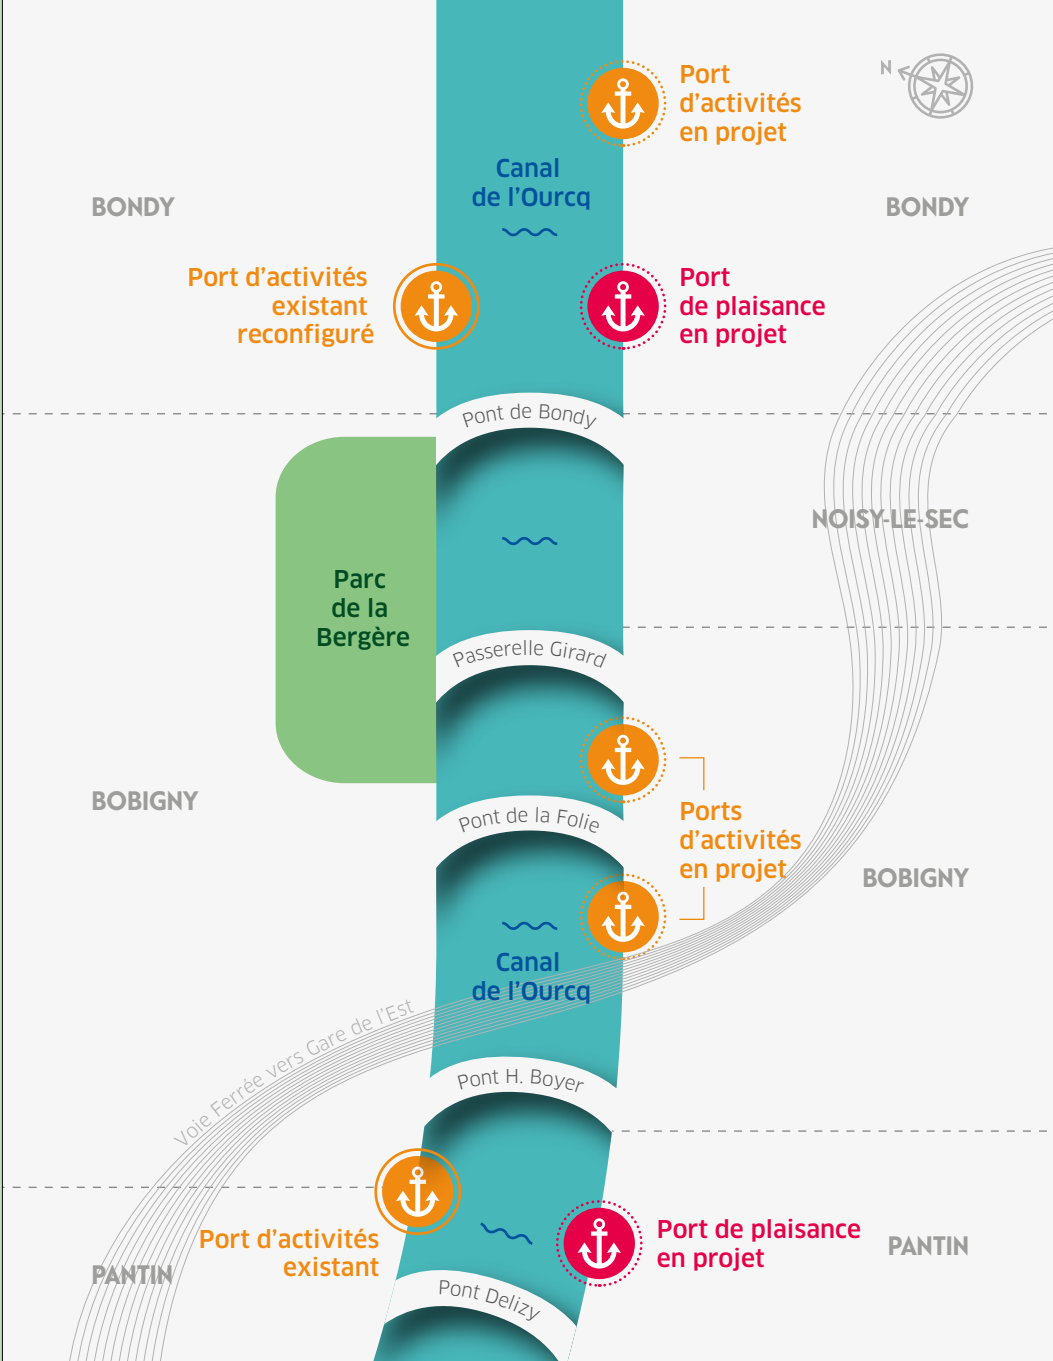 Port
d'activités
en projet
N
Canal
de l'Ourcq
BONDY
BONDY
Port d'activités
existant
reconfiguré
Port
de plaisance
en projet
Pont de Bondy
NOISY-LE-SEC
Parc
de la
Bergère
Passerelle Girard
BOBIGNY
Pont de la Folie
Ports
d'activités
en projet
BOBIGNY
Canal
de l'Ourcq
Voie Ferrée vers Gare de l'Est
Pont H. Boyer
Port d'activités
existant
Port de plaisance
en projet
PANTIN
PANTIN
Pont Delizy